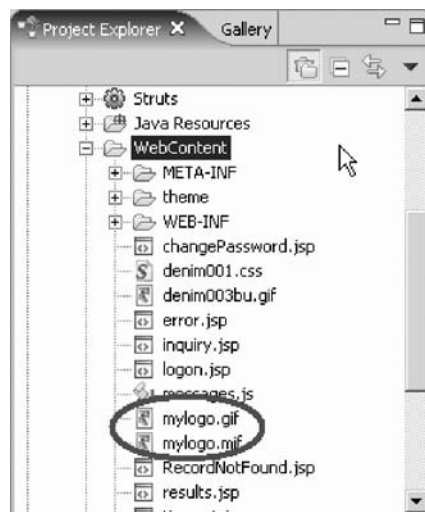 Project Explorer
Gallery
Struts
Java Resources
WebContent
META-INF
theme
WEB-INF
changePassword.jsp
denim001.css
denim003bu.gif
error.jsp
inquiry.jsp
logon.jsp
messages.js
mylogo.gif
mylogo.mif
RecordNotFound.jsp
results.jsp